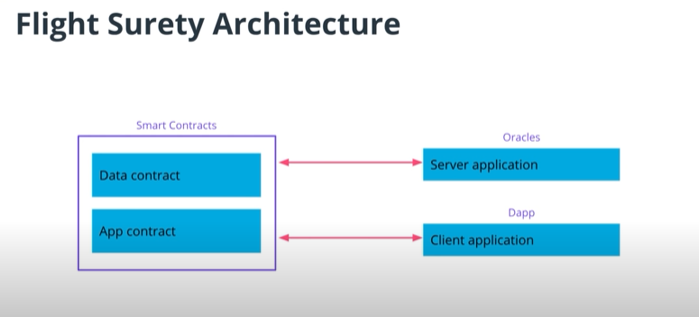 Flight Surety Architecture
Smart Contracts
Data contract
App contract
Oracles
Server application
Dapp
Client application